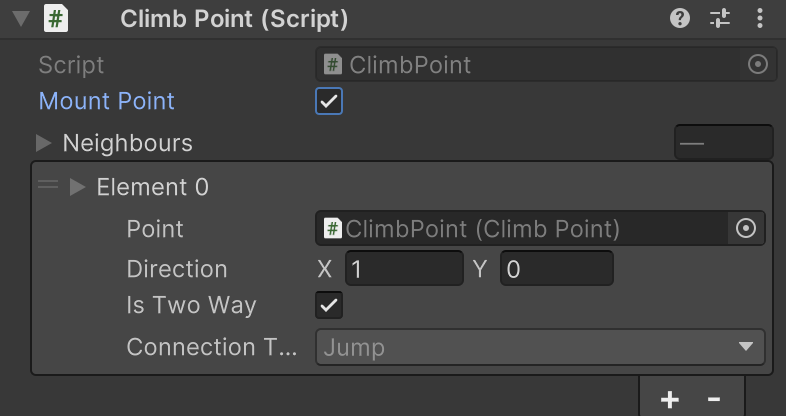 # Climb Point (Script)
Script # ClimbPoint
Mount Point
Neighbours —
Element 0
Point # ClimbPoint (Climb Point)
Direction X 1 Y 0
Is Two Way
Connection T... Jump
+ -